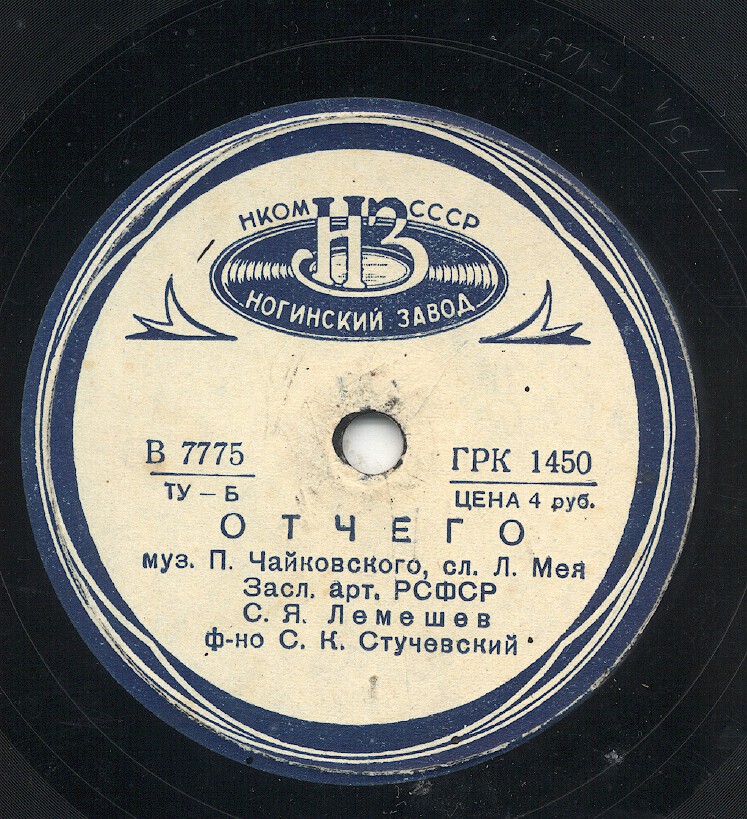 НКОМ НЗ СССР
НОГИНСКИЙ ЗАВОД
В 7775
ГРК 1450
ТУ – Б
ЦЕНА 4 руб.
ОТЧЕГО
муз. П. Чайковского, сл. Л. Мея
Засл. арт. РСФСР
С. Я. Лемешев
ф-но С. К. Стучевский